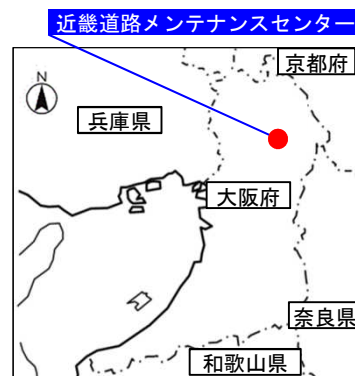 近畿道路メンテナンスセンター
京都府
N
兵庫県
大阪府
奈良県
和歌山県